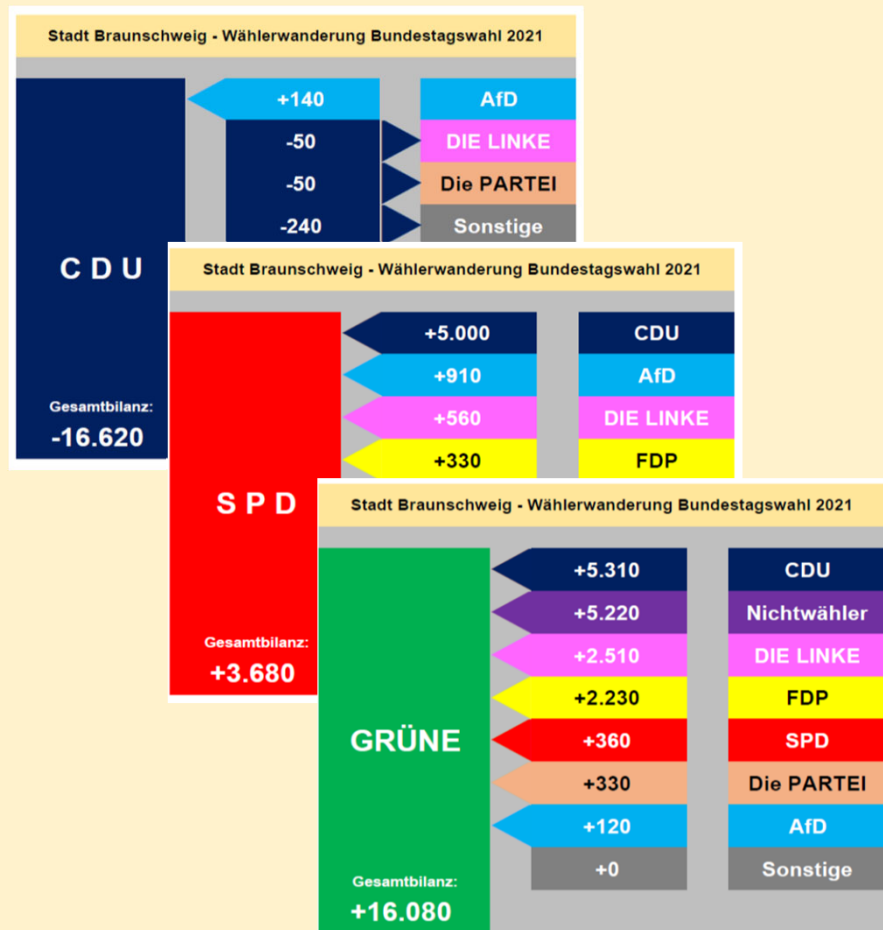 Stadt Braunschweig - Wählerwanderung Bundestagswahl 2021
+140 AfD
-50 DIE LINKE
-50 Die PARTEI
-240 Sonstige
CDU
Gesamtbilanz:
-16.620
Stadt Braunschweig - Wählerwanderung Bundestagswahl 2021
+5.000 CDU
+910 AfD
+560 DIE LINKE
+330 FDP
SPD
Gesamtbilanz:
+3.680
Stadt Braunschweig - Wählerwanderung Bundestagswahl 2021
+5.310 CDU
+5.220 Nichtwähler
+2.510 DIE LINKE
+2.230 FDP
GRÜNE
+360 SPD
+330 Die PARTEI
+120 AfD
+0 Sonstige
Gesamtbilanz:
+16.080